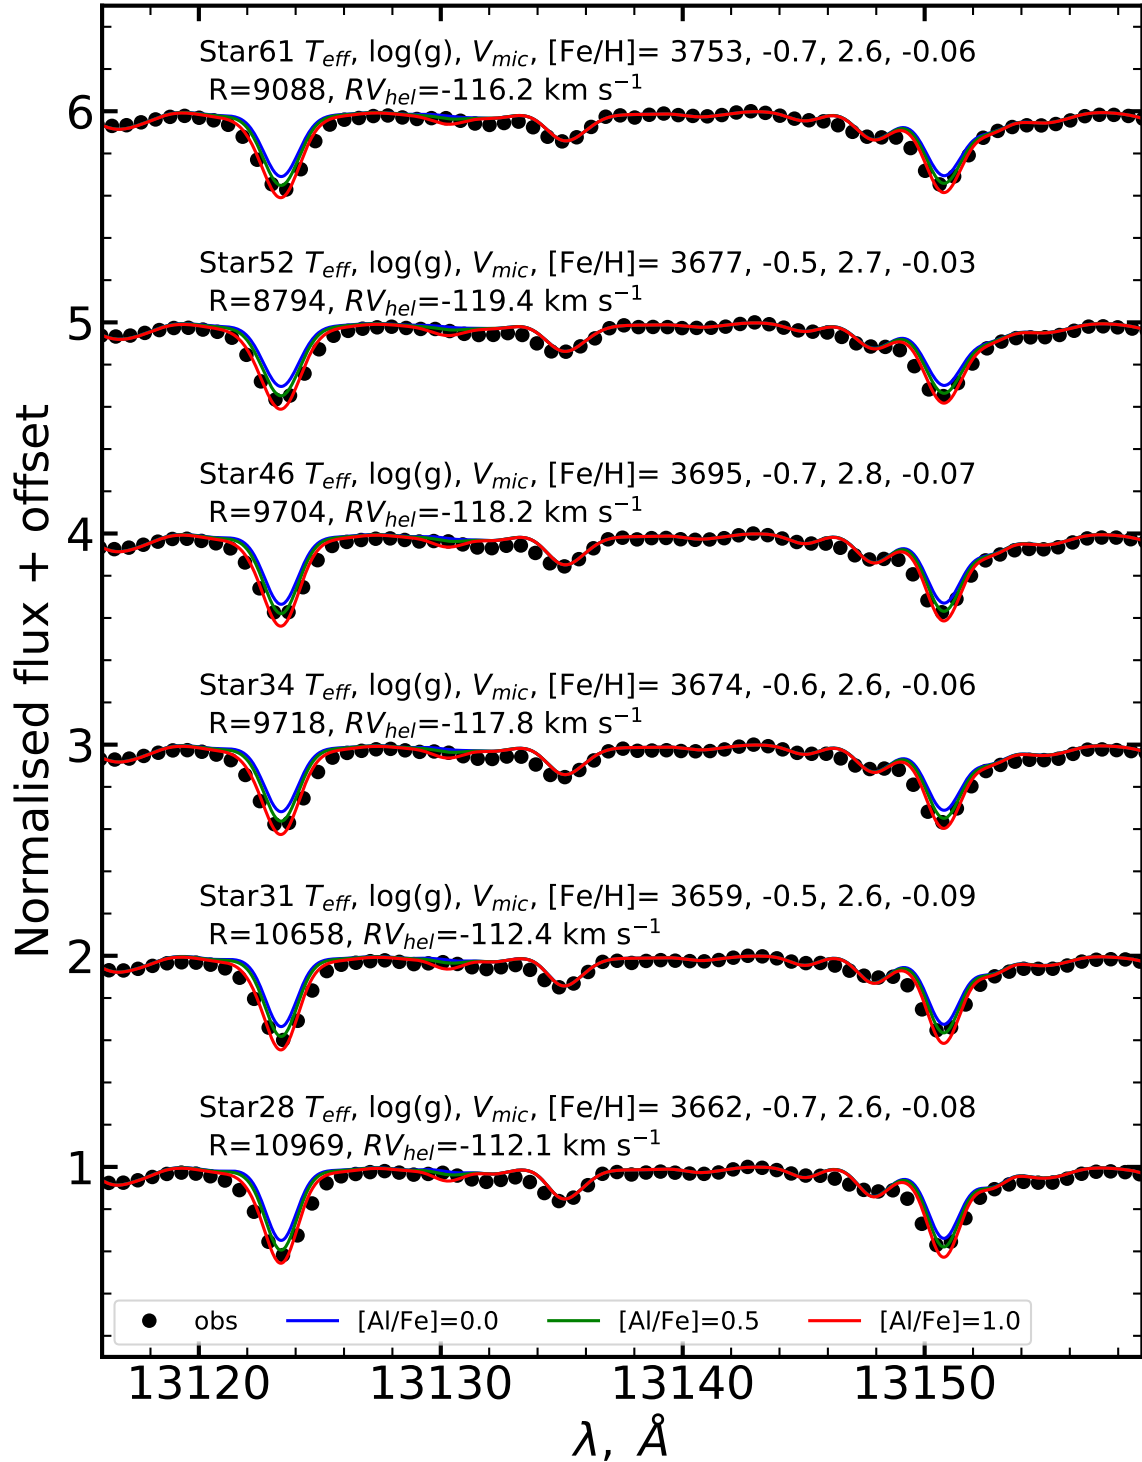 Star61 T_eff, log(g), V_mic, [Fe/H]= 3753, -0.7, 2.6, -0.06
R=9088, RV_hel=-116.2 km s⁻¹
6
Star52 T_eff, log(g), V_mic, [Fe/H]= 3677, -0.5, 2.7, -0.03
R=8794, RV_hel=-119.4 km s⁻¹
5
Star46 T_eff, log(g), V_mic, [Fe/H]= 3695, -0.7, 2.8, -0.07
R=9704, RV_hel=-118.2 km s⁻¹
4
Star34 T_eff, log(g), V_mic, [Fe/H]= 3674, -0.6, 2.6, -0.06
R=9718, RV_hel=-117.8 km s⁻¹
3
Star31 T_eff, log(g), V_mic, [Fe/H]= 3659, -0.5, 2.6, -0.09
R=10658, RV_hel=-112.4 km s⁻¹
2
Star28 T_eff, log(g), V_mic, [Fe/H]= 3662, -0.7, 2.6, -0.08
R=10969, RV_hel=-112.1 km s⁻¹
1
Normalised flux + offset
obs [Al/Fe]=0.0 [Al/Fe]=0.5 [Al/Fe]=1.0
13120 13130 13140 13150
λ, Å